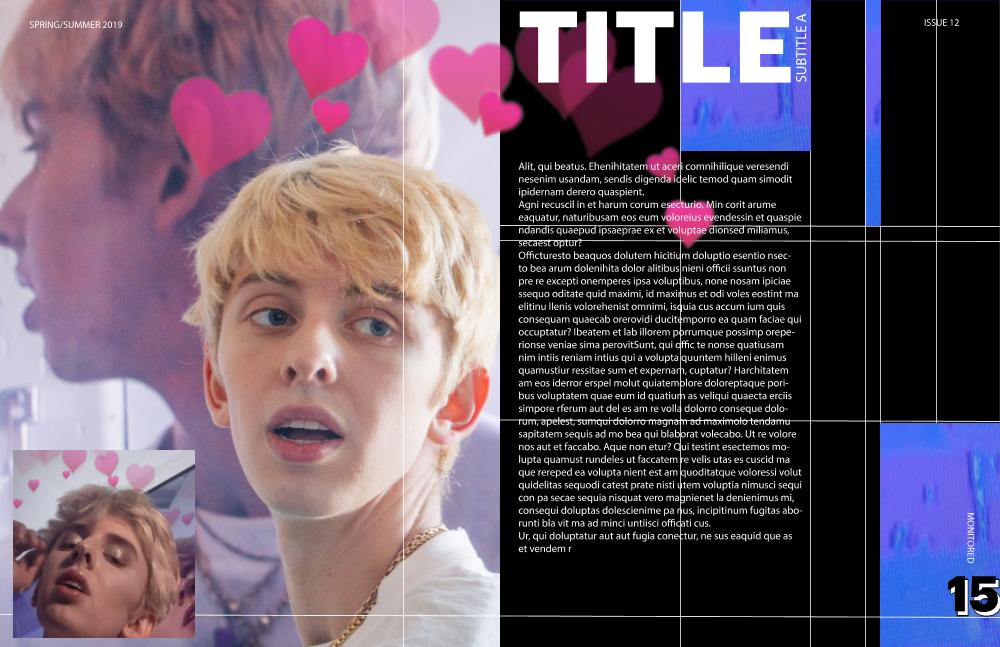 SPRING/SUMMER 2019
TITLE
SUBTITLE A
ISSUE 12
Alit, qui beatus. Ehenihitatem ut aceri comnihilique veresendi
nesenim usandam, sendis digenda idelic temod quam simodit
ipidernam derero quaspient.
Agni recuscil in et harum corum esecturio. Min corit arume
eaquatur, naturibusam eos eum voloreius evendessin et quaspie
ndandis quaepud ipsaeprae ex et voluptae dionsed miliamus,
secaest optur?
Officturesto beaquos dolutem hicitium doluptio esentio nsec-
to bea arum dolenihita dolor alitibus nieni officii ssuntus non
pre re excepti onemperes ipsa voluptibus, none nosam ipiciae
ssequo oditate quid maximi, id maximus et odi voles eostint ma
elitinu llenis volorehenist omnimi, isquia cus accum ium quis
consequam quaecab orerovidi ducitemporro ea quam faciae qui
occuptatur? Ibeatem et lab illorem porrumque possimp orepe-
rionse veniae sima perovitSunt, qui offic te nonse quatiusam
nim intiis reniam intius qui a volupta quuntem hilleni enimus
quamustiur ressitae sum et expernam, cuptatur? Harchitatem
am eos iderror erspel molut quiatemolore doloreptaque pori-
bus voluptatem quae eum id quatium as veliqui quaecta erciis
simpore rferum aut del es am re volla dolorro conseque dolo-
rum, apelest, sumqui dolorro magnam ad maximolo tendamu
sapitatem sequis ad mo bea qui blaborat volecabo. Ut re volore
nos aut et faccabo. Aque non etur? Qui testint esectemos mo-
lupta quamust rundeles ut faccatem re velis utas es cuscid ma
que rereped ea volupta nient est am quoditatque voloressi volut
quidelitas sequodi catest prate nisti utem voluptia nimusci sequi
con pa secae sequia nisquat vero magnienet la denienimus mi,
consequi doluptas dolescienime pa nus, incipitinum fugitas abo-
runti bla vit ma ad minci untiisci officati cus.
Ur, qui doluptatur aut aut fugia conectur, ne sus eaquid que as
et vendem r
MONITORED
15